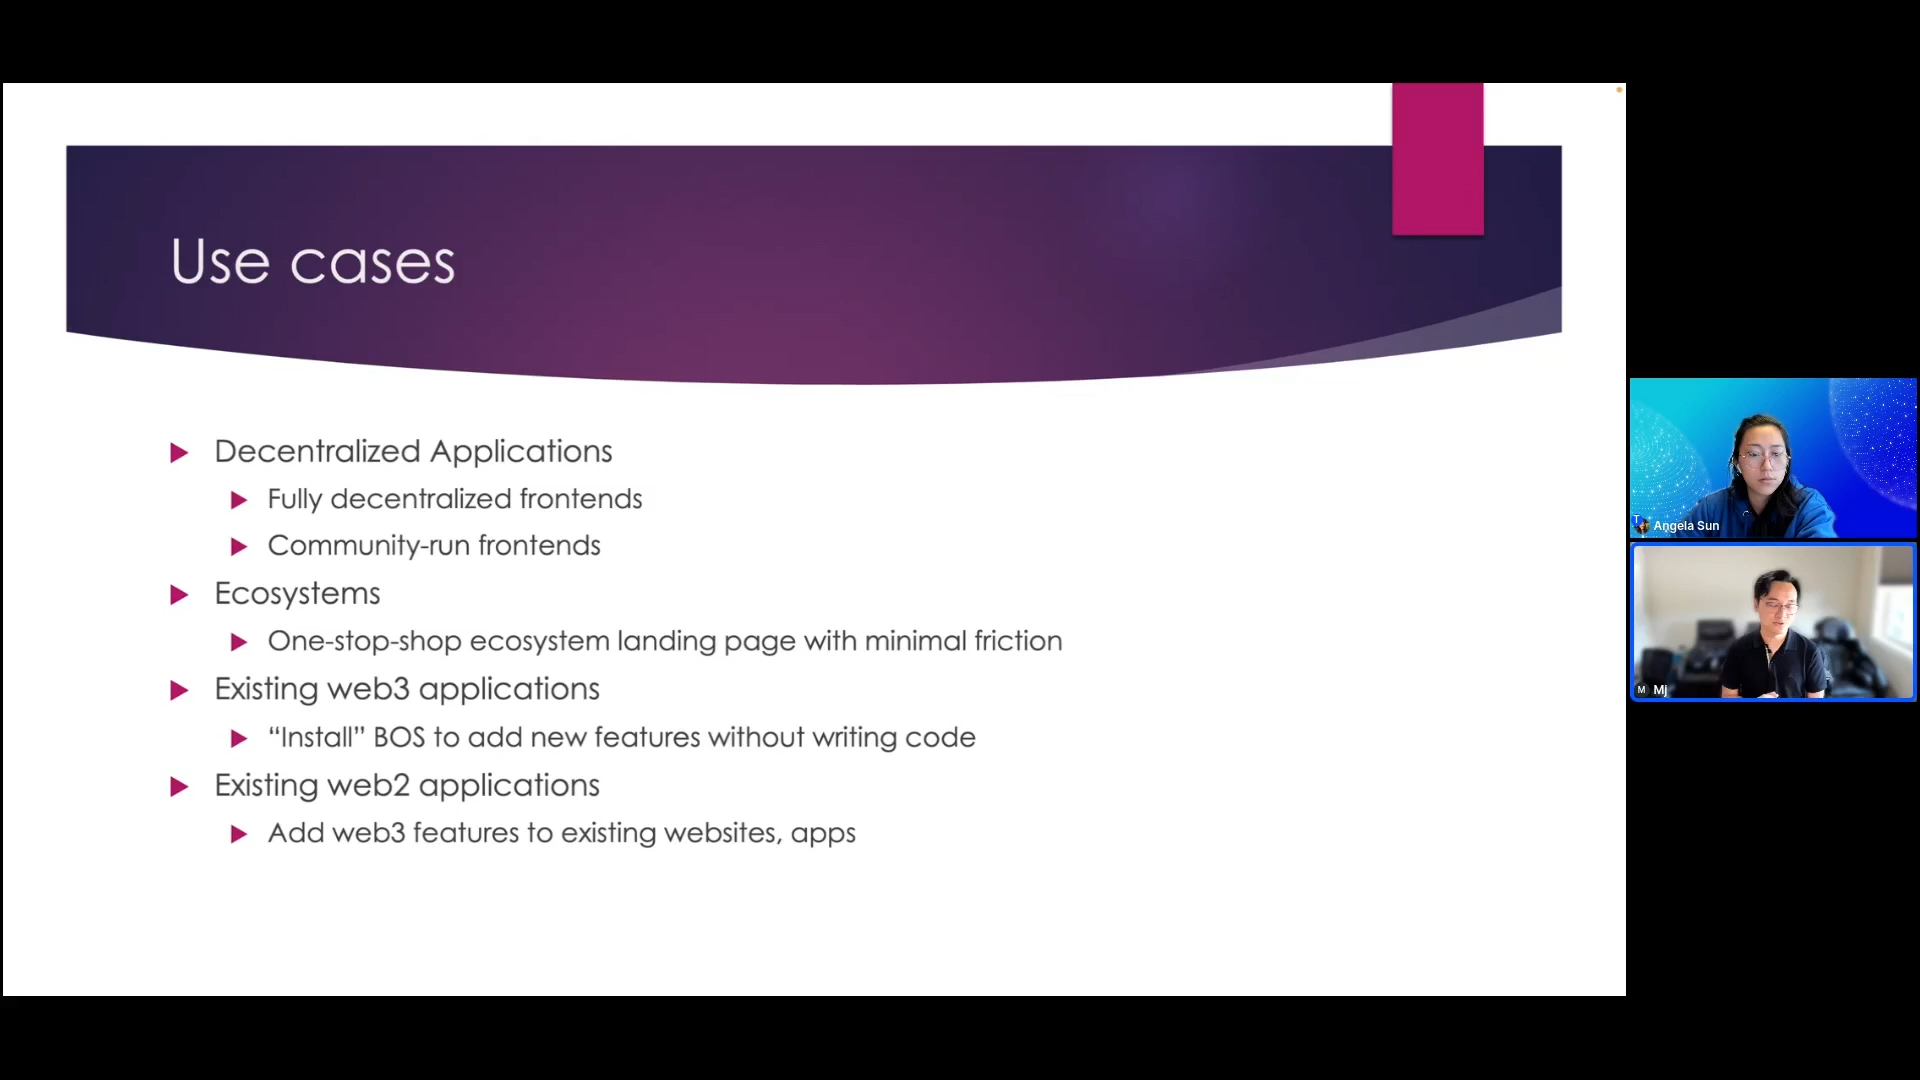 Use cases
Decentralized Applications
Fully decentralized frontends
Community-run frontends
Ecosystems
One-stop-shop ecosystem landing page with minimal friction
Existing web3 applications
“Install” BOS to add new features without writing code
Existing web2 applications
Add web3 features to existing websites, apps
T
Angela Sun
M Mj